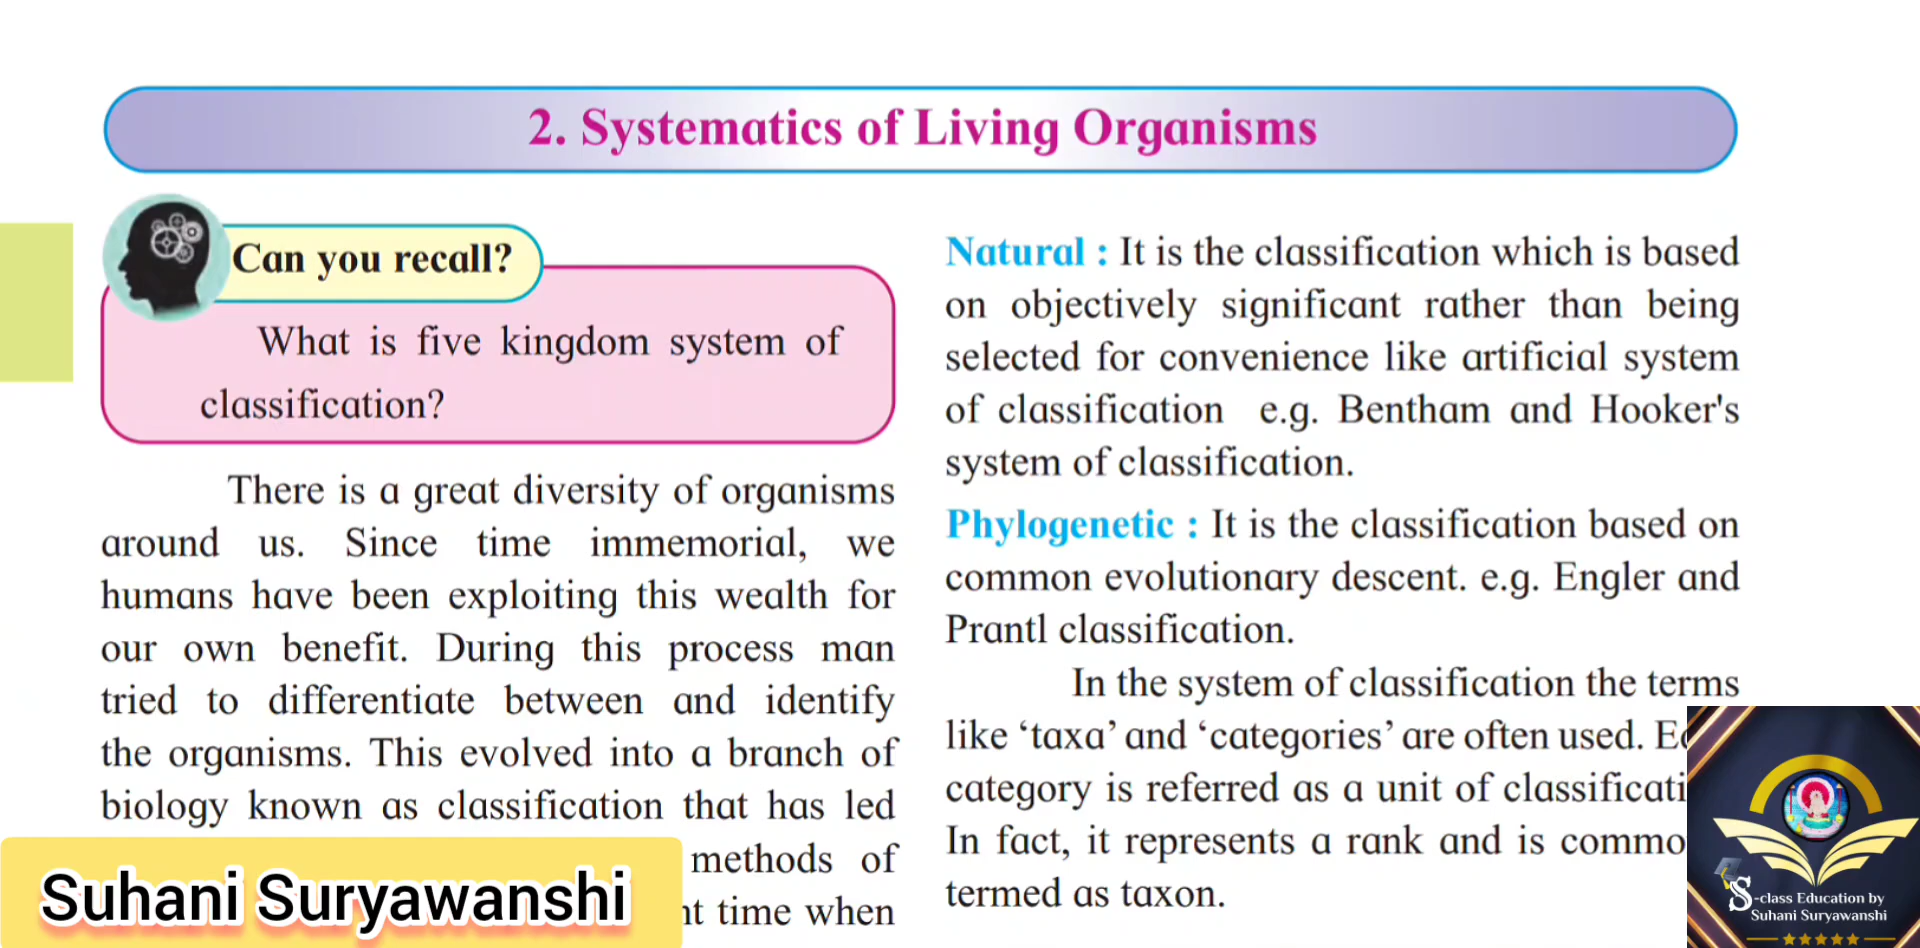 2. Systematics of Living Organisms
Can you recall?
What is five kingdom system of
classification?
There is a great diversity of organisms
around us. Since time immemorial, we
humans have been exploiting this wealth for
our own benefit. During this process man
tried to differentiate between and identify
the organisms. This evolved into a branch of
biology known as classification that has led
methods of
time when
Natural : It is the classification which is based
on objectively significant rather than being
selected for convenience like artificial system
of classification e.g. Bentham and Hooker's
system of classification.
Phylogenetic : It is the classification based on
common evolutionary descent. e.g. Engler and
Prantl classification.
In the system of classification the terms
like ‘taxa’ and ‘categories’ are often used.
category is referred as a unit of
In fact, it represents a rank and is
termed as taxon.
Suhani Suryawanshi
S-class Education by
Suhani Suryawanshi